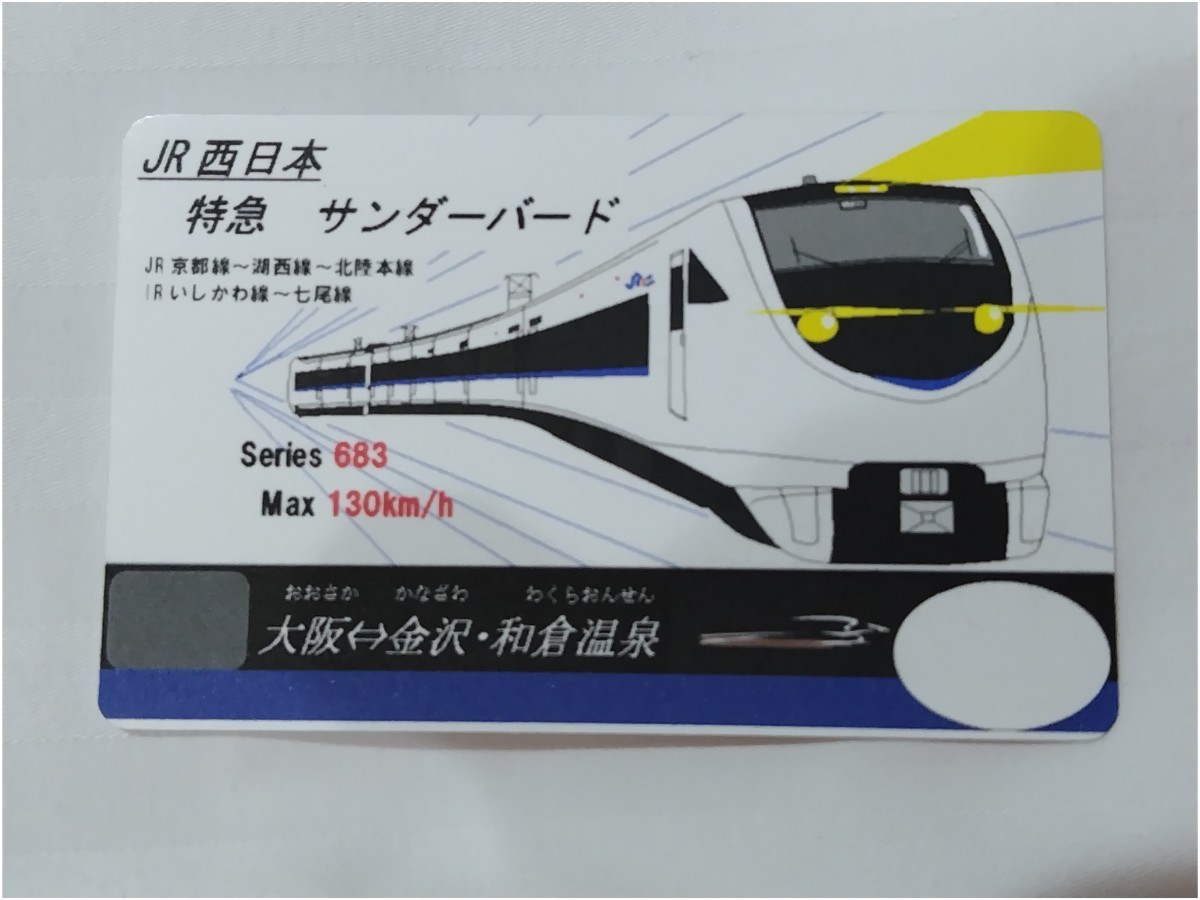 JR西日本
特急 サンダーバード
JR京都線～湖西線～北陸本線
IRいしかわ線～七尾線
JR
Series 683
Max 130km/h
おおさか かなざわ わくらおんせん
大阪⇔金沢・和倉温泉